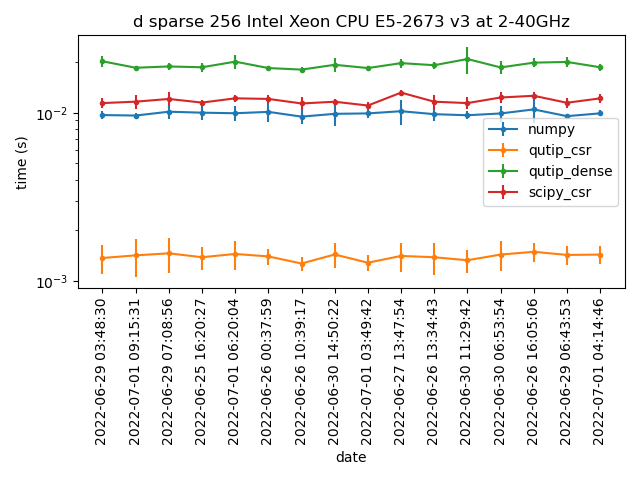 d sparse 256 Intel Xeon CPU E5-2673 v3 at 2-40GHz
time (s)
10⁻²
10⁻³
numpy
qutip_csr
qutip_dense
scipy_csr
2022-06-29 03:48:30
2022-07-01 09:15:31
2022-06-29 07:08:56
2022-06-25 16:20:27
2022-07-01 06:20:04
2022-06-26 00:37:59
2022-06-26 10:39:17
2022-06-30 14:50:22
2022-07-01 03:49:42
2022-06-27 13:47:54
2022-06-26 13:34:43
2022-06-30 11:29:42
2022-06-30 06:53:54
2022-06-26 16:05:06
2022-06-29 06:43:53
2022-07-01 04:14:46
date